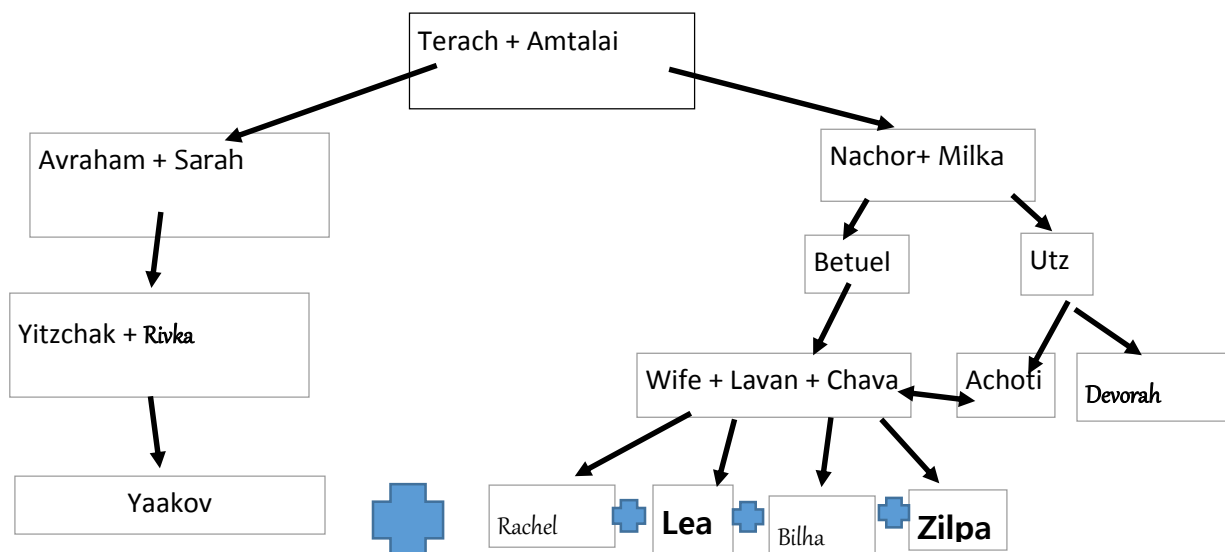 Terach + Amtalai
Avraham + Sarah
Nachor+ Milka
Betuel
Utz
Yitzchak + Rivka
Wife + Lavan + Chava
Achoti
Devorah
Yaakov
Rachel
Lea
Bilha
Zilpa